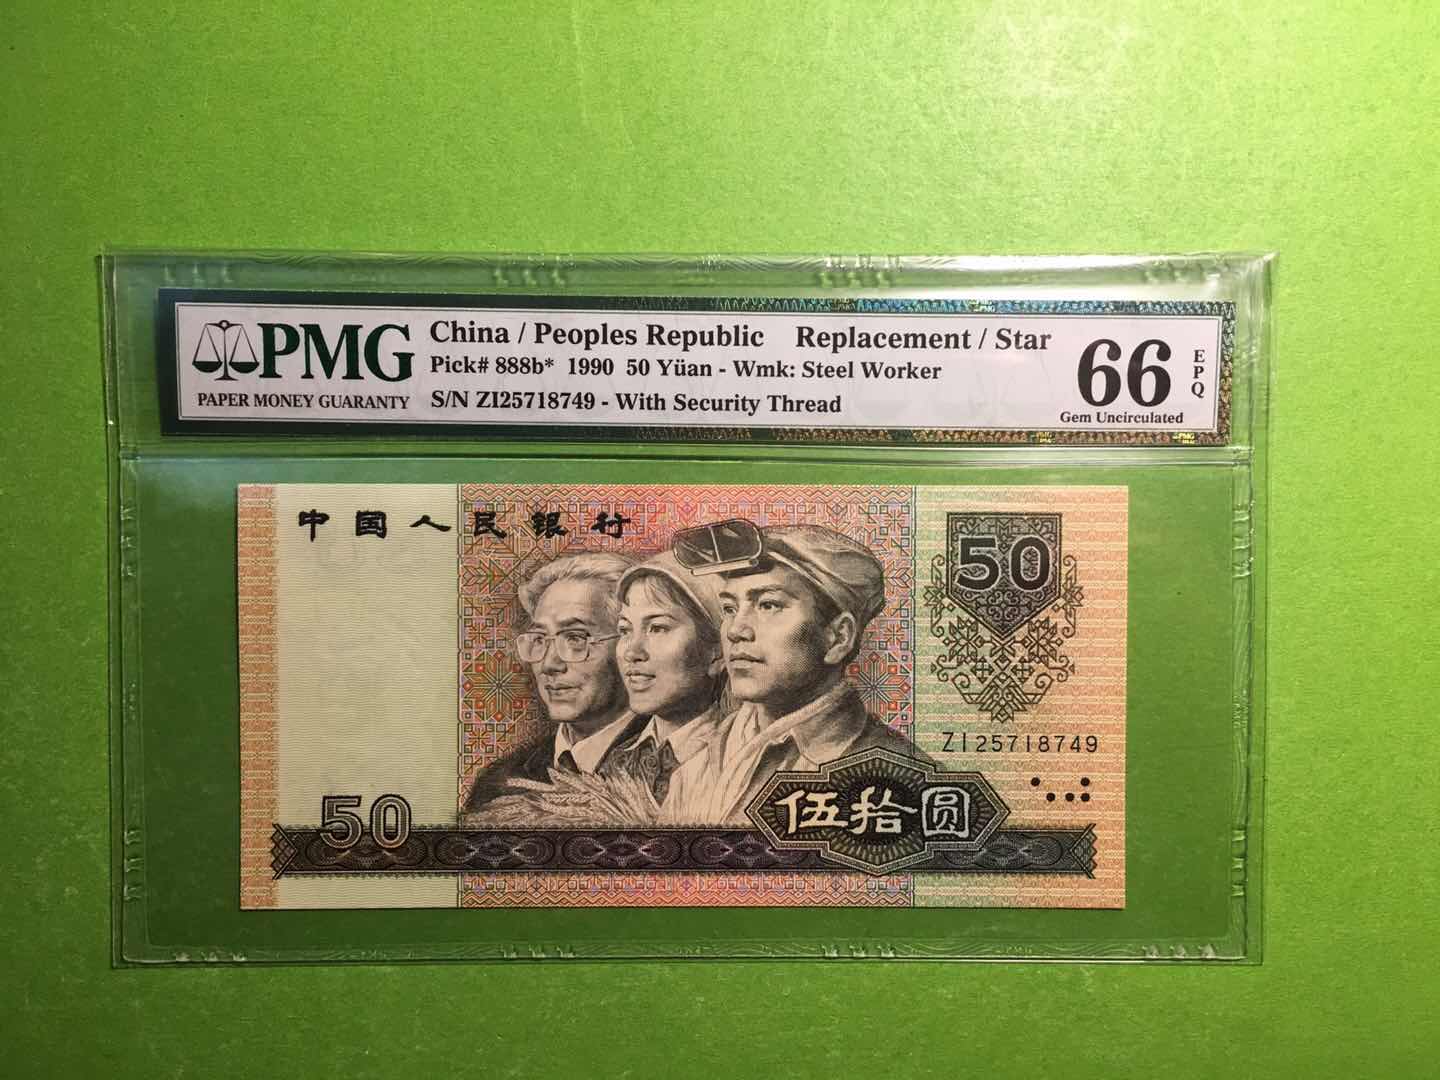 PMG
PAPER MONEY GUARANTY
China / Peoples Republic Replacement / Star
Pick# 888b* 1990 50 Yüan - Wmk: Steel Worker
S/N ZI25718749 - With Security Thread
66
EPQ
Gem Uncirculated
中国人民银行
50
ZI25718749
50
伍拾圆